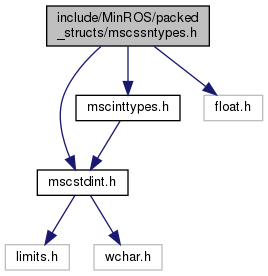 include/MinROS/packed
_structs/mscssntypes.h
mscinttypes.h
float.h
mscstdint.h
limits.h
wchar.h